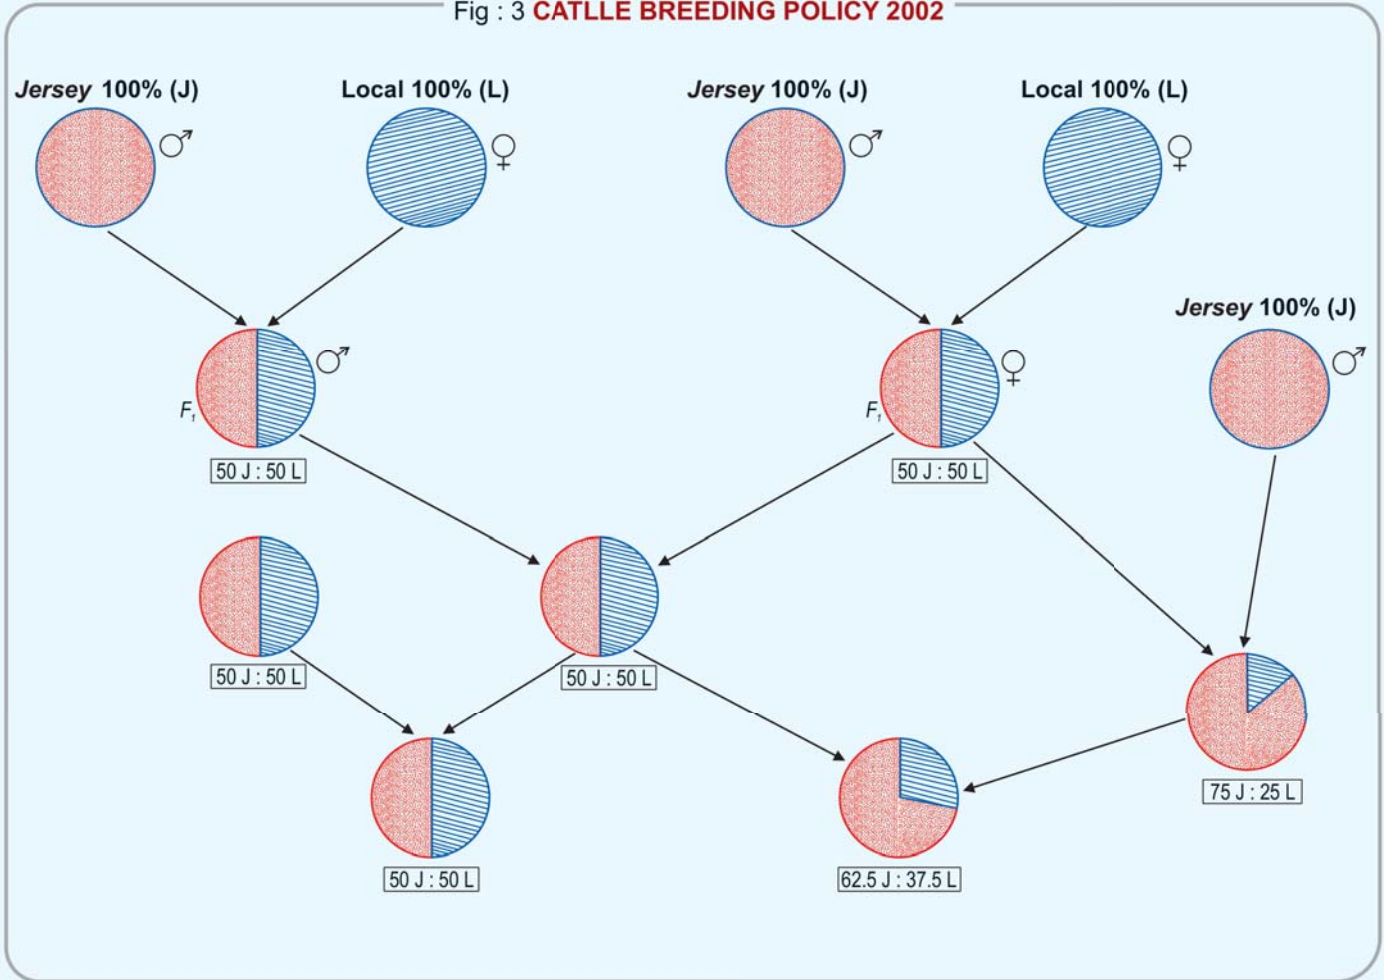 Fig : 3 CATLLE BREEDING POLICY 2002
Jersey 100% (J)
Local 100% (L)
Jersey 100% (J)
Local 100% (L)
Jersey 100% (J)
F1
50 J : 50 L
F1
50 J : 50 L
50 J : 50 L
50 J : 50 L
75 J : 25 L
50 J : 50 L
62.5 J : 37.5 L